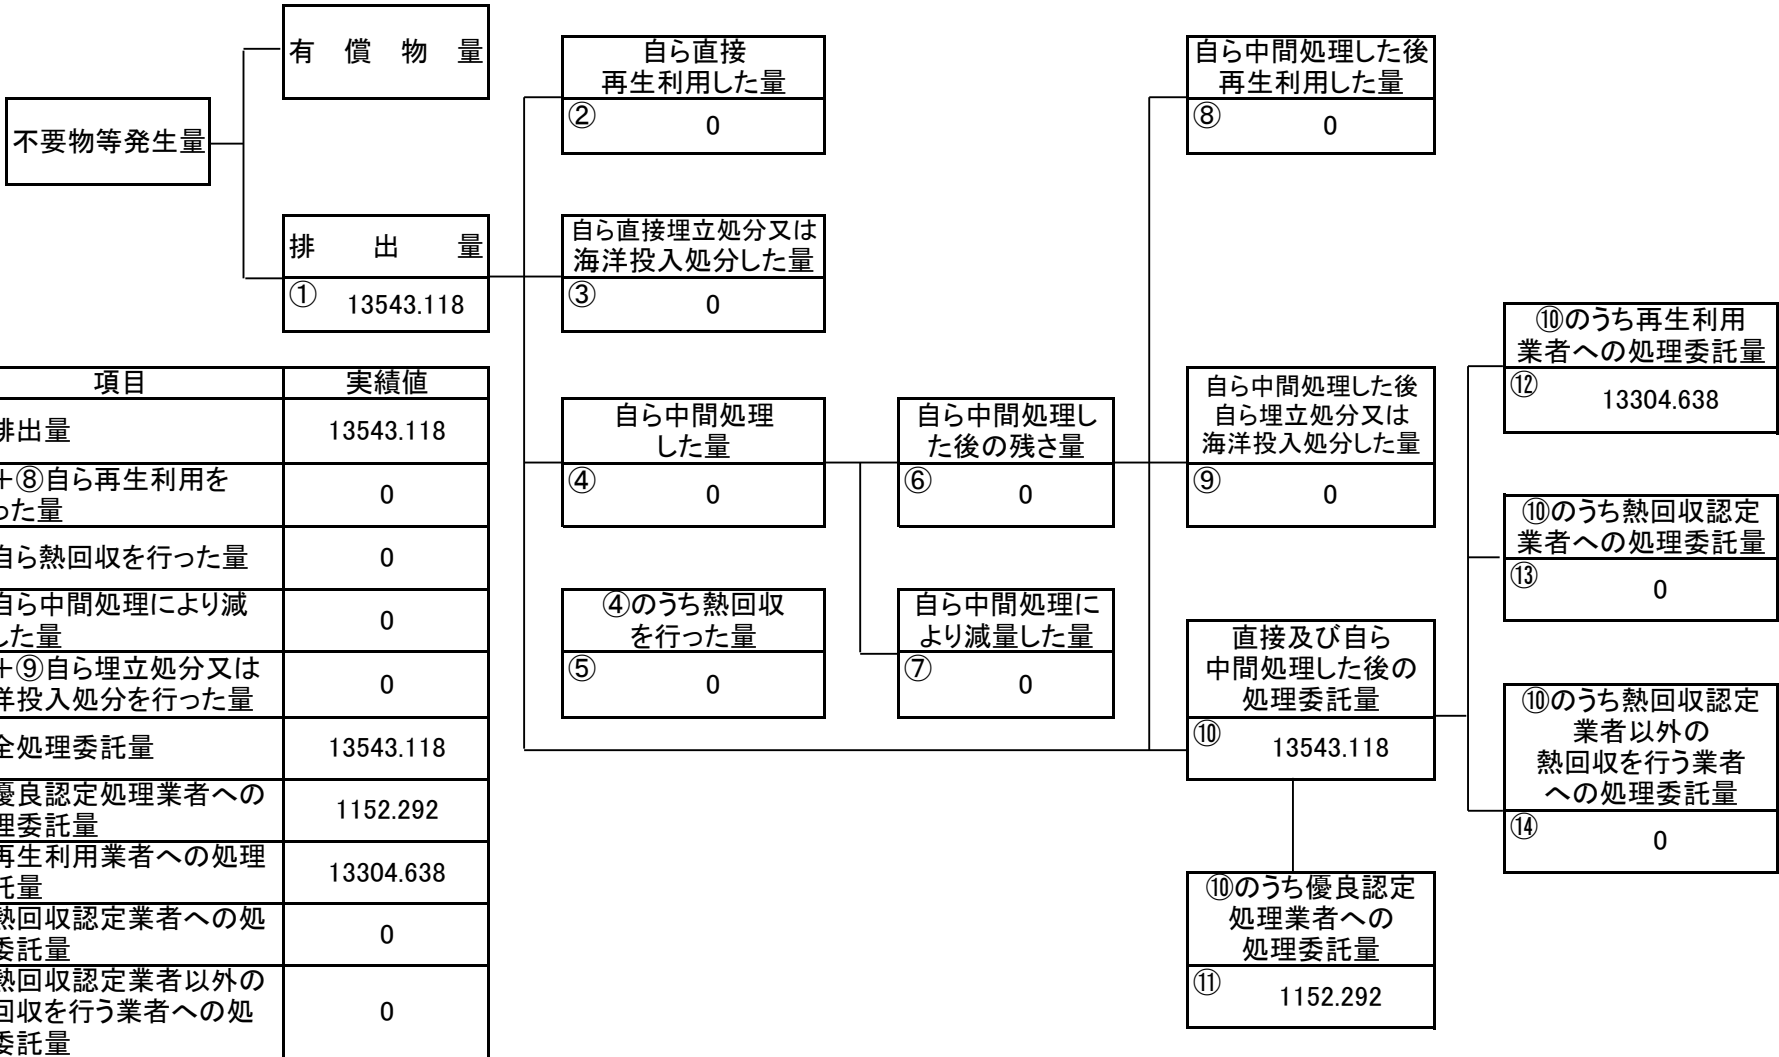 有償物量
不要物等発生量
排出量
① 13543.118
自ら直接
再生利用した量
② 0
自ら直接埋立処分又は
海洋投入処分した量
③ 0
自ら中間処理
した量
④ 0
④のうち熱回収
を行った量
⑤ 0
自ら中間処理し
た後の残さ量
⑥ 0
自ら中間処理に
より減量した量
⑦ 0
自ら中間処理した後
再生利用した量
⑧ 0
自ら中間処理した後
自ら埋立処分又は
海洋投入処分した量
⑨ 0
直接及び自ら
中間処理した後の
処理委託量
⑩ 13543.118
⑩のうち優良認定
処理業者への
処理委託量
⑪ 1152.292
⑩のうち再生利用
業者への処理委託量
⑫ 13304.638
⑩のうち熱回収認定
業者への処理委託量
⑬ 0
⑩のうち熱回収認定
業者以外の
熱回収を行う業者
への処理委託量
⑭ 0
項目 実績値
排出量 13543.118
+⑧自ら再生利用を
った量 0
自ら熱回収を行った量 0
自ら中間処理により減
した量 0
+⑨自ら埋立処分又は
洋投入処分を行った量 0
全処理委託量 13543.118
優良認定処理業者への
理委託量 1152.292
再生利用業者への処理
託量 13304.638
熱回収認定業者への処
委託量 0
熱回収認定業者以外の
回収を行う業者への処
委託量 0